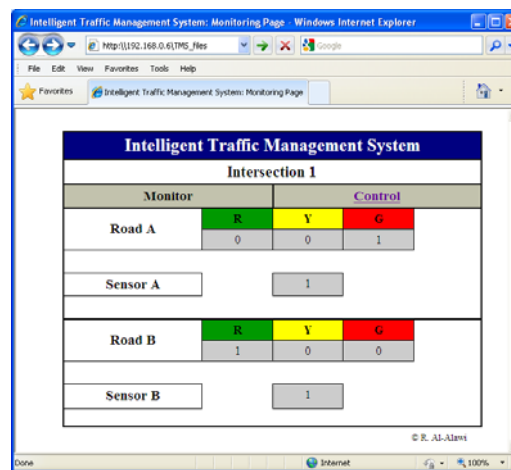 Intelligent Traffic Management System: Monitoring Page - Windows Internet Explorer
http:\\192.168.0.6\TMS_files
Google
File Edit View Favorites Tools Help
Favorites Intelligent Traffic Management System: Monitoring Page
Intelligent Traffic Management System
Intersection 1
Monitor Control
Road A R Y G
0 0 1
Sensor A 1
Road B R Y G
1 0 0
Sensor B 1
© R. Al-Alawi
Done Internet 100%